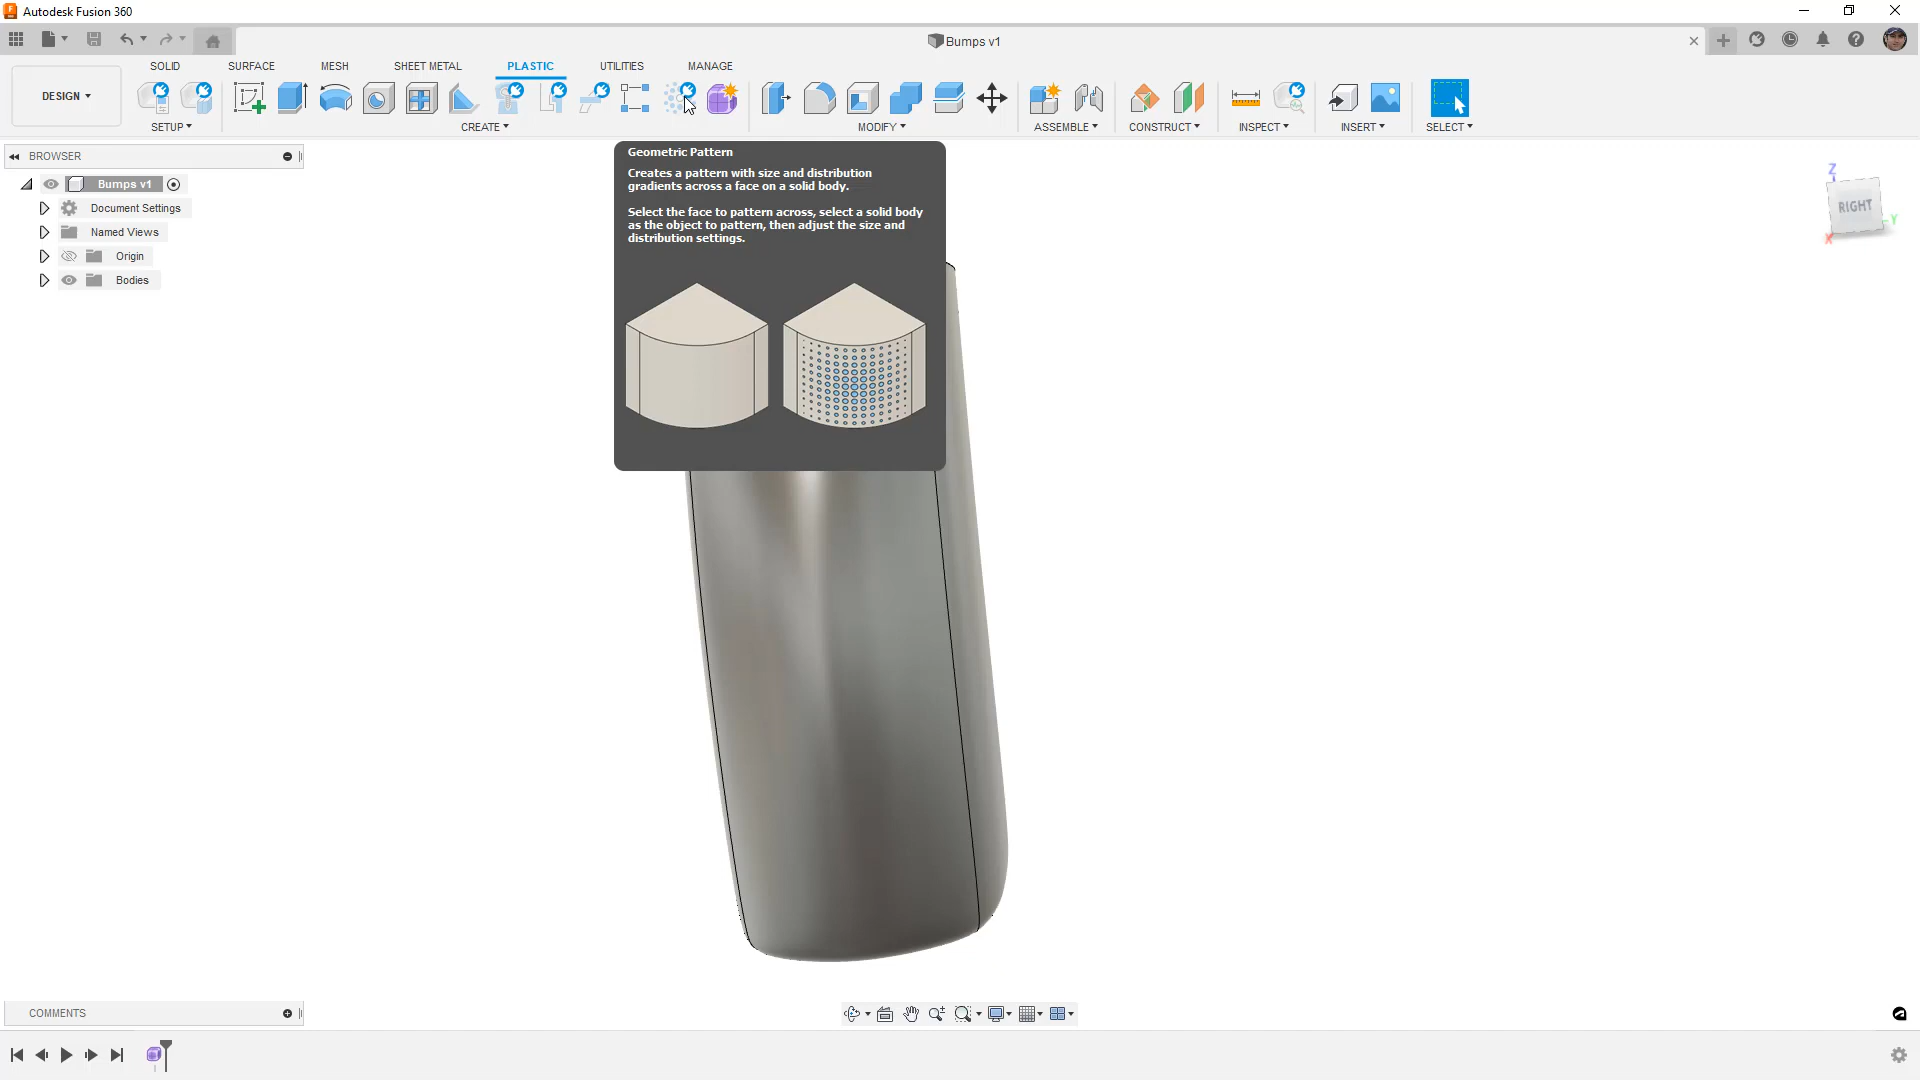 Autodesk Fusion 360
Bumps v1
SOLID
SURFACE
MESH
SHEET METAL
PLASTIC
UTILITIES
MANAGE
DESIGN
SETUP
CREATE
MODIFY
ASSEMBLE
CONSTRUCT
INSPECT
INSERT
SELECT
BROWSER
Bumps v1
Document Settings
Named Views
Origin
Bodies
Geometric Pattern
Creates a pattern with size and distribution
gradients across a face on a solid body.
Select the face to pattern across, select a solid body
as the object to pattern, then adjust the size and
distribution settings.
Z
RIGHT
Y
X
COMMENTS